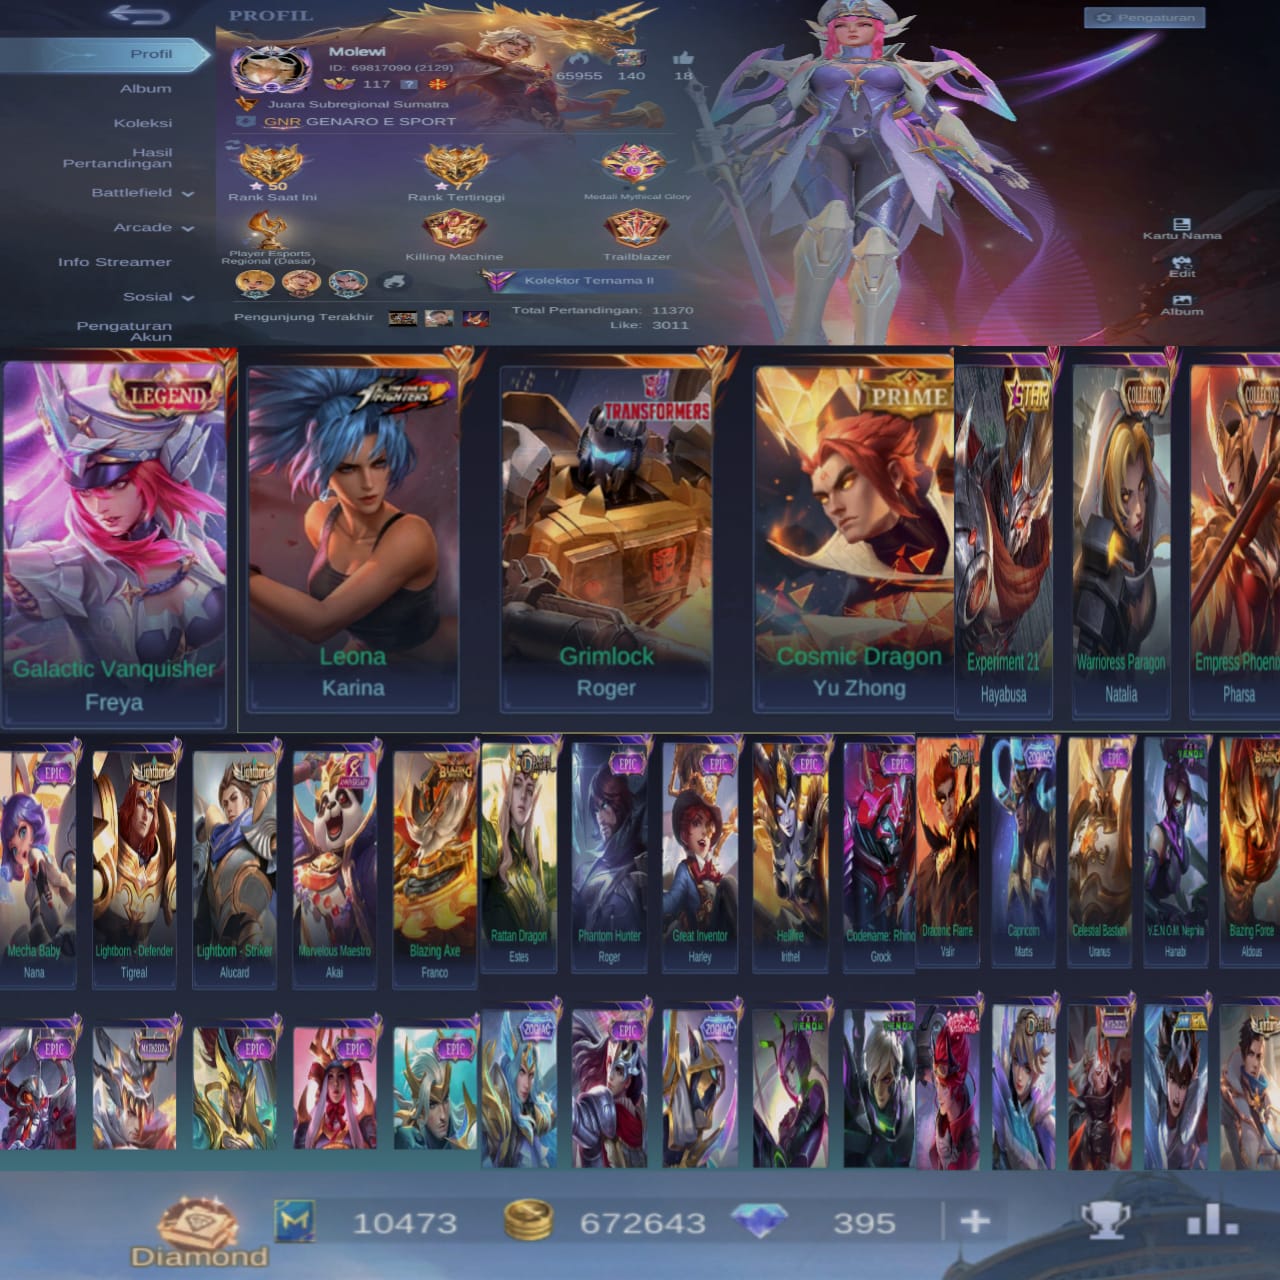 PROFIL
Pengaturan
Profil
Album
Koleksi
Hasil
Pertandingan
Battlefield
Arcade
Info Streamer
Sosial
Pengaturan
Akun
Molewi
ID: 69817090 (2129)
117 ?
65955 140 18
Juara Subregional Sumatra
GNR GENARO E SPORT
50
Rank Saat Ini
77
Rank Tertinggi
Medali Mythical Glory
Player Esports
Regional (Dasar)
Killing Machine
Trailblazer
Kolektor Ternama II
Pengunjung Terakhir
Total Pertandingan: 11370
Like: 3011
Kartu Nama
Edit
Album
LEGEND
Galactic Vanquisher
Freya
FIGHTERS
Leona
Karina
TRANSFORMERS
Grimlock
Roger
PRIME
Cosmic Dragon
Yu Zhong
STAR
Experiment 21
Hayabusa
COLLECTOR
Warrioress Paragon
Natalia
COLLECTOR
Empress Phoen
Pharsa
EPIC
Mecha Baby
Nana
Lightborn
Lightborn - Defender
Tigreal
Lightborn
Lightborn - Striker
Alucard
ANNIVERSARY
Marvelous Maestro
Akai
BLAZING
Blazing Axe
Franco
Rattan Dragon
Estes
EPIC
Phantom Hunter
Roger
EPIC
Great Inventor
Harley
EPIC
Hellfire
Irithel
EPIC
Codename: Rhino
Grock
Draconic Flame
Valir
ZODIAC
Capricorn
Martis
EPIC
Celestial Bastion
Uranus
VENOM
V.E.N.O.M. Nephila
Hanabi
Blazing Force
Aldous
EPIC
EPIC
EPIC
EPIC
ZODIAC
EPIC
ZODIAC
VENOM
VENOM
Diamond
M 10473
672643
395
+